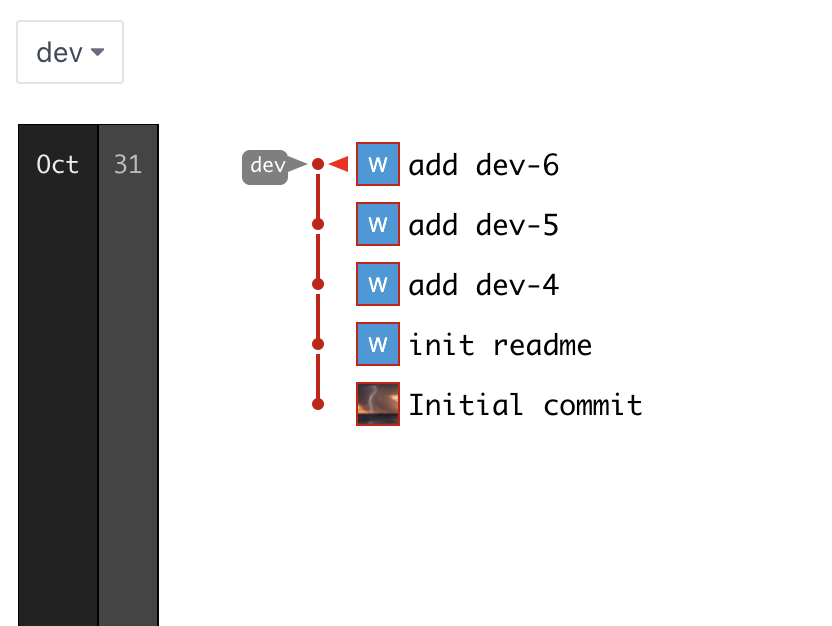 dev
Oct 31
dev W add dev-6
W add dev-5
W add dev-4
W init readme
Initial commit